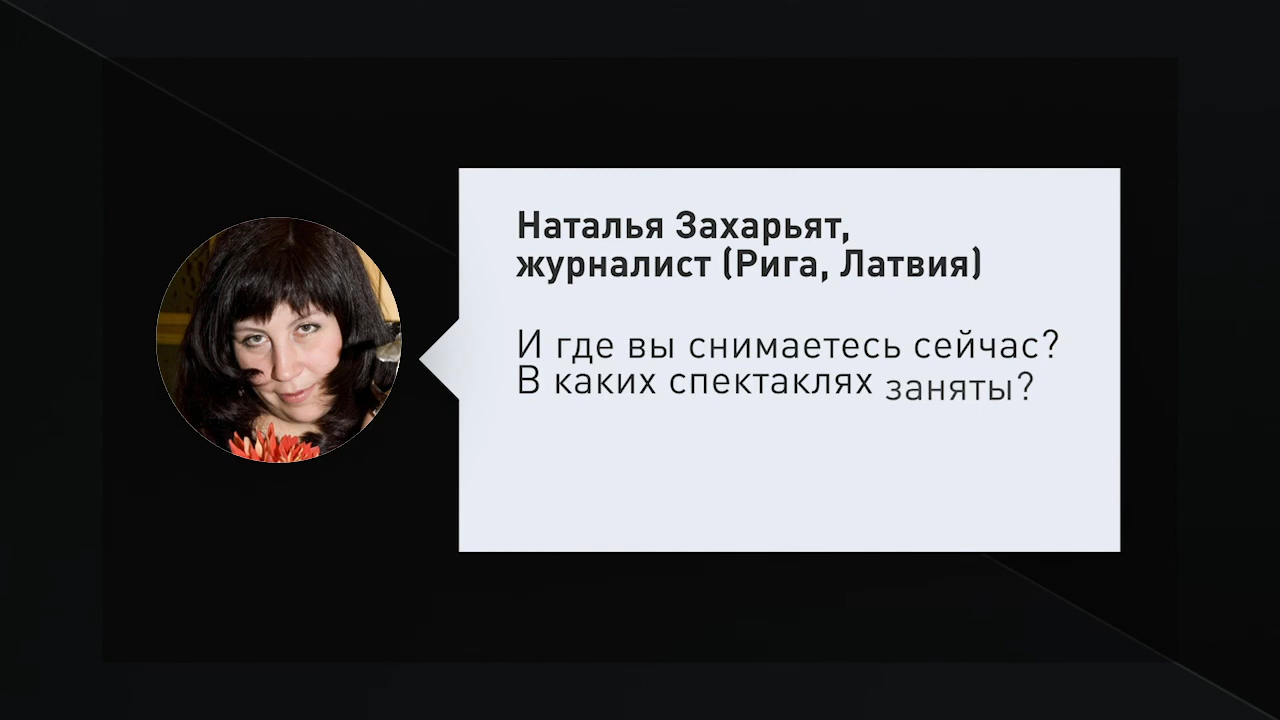 Наталья Захарьят,
журналист (Рига, Латвия)
И где вы снимаетесь сейчас?
В каких спектаклях заняты?